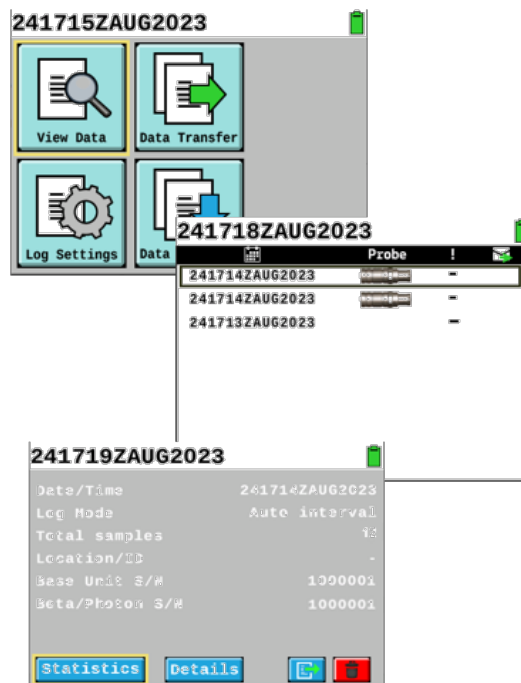 241715ZAUG2023
View Data
Data Transfer
Log Settings
Data
241718ZAUG2023
Probe !
241714ZAUG2023 -
241714ZAUG2023 -
241713ZAUG2023 -
241719ZAUG2023
Date/Time 241714ZAUG2023
Log Mode Auto interval
Total samples
Location/ID -
Base Unit S/N 1000001
Beta/Photon S/N 1000001
Statistics
Details